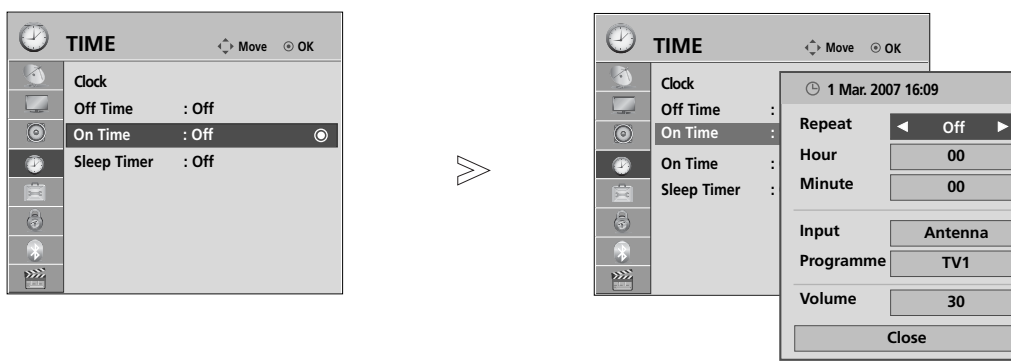 TIME Move OK
Clock
Off Time : Off
On Time : Off
Sleep Timer : Off
TIME Move OK
Clock
Off Time :
On Time :
On Time :
Sleep Timer :
1 Mar. 2007 16:09
Repeat ◄ Off ►
Hour 00
Minute 00
Input Antenna
Programme TV1
Volume 30
Close